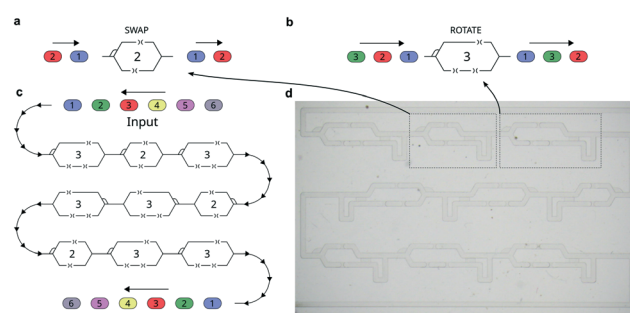 a
SWAP
2 1 2 1 2
b
ROTATE
3 2 1 3 1 3 2
c
1 2 3 4 5 6
Input
3 2 3
3 3 2
2 3 3
6 5 4 3 2 1
d